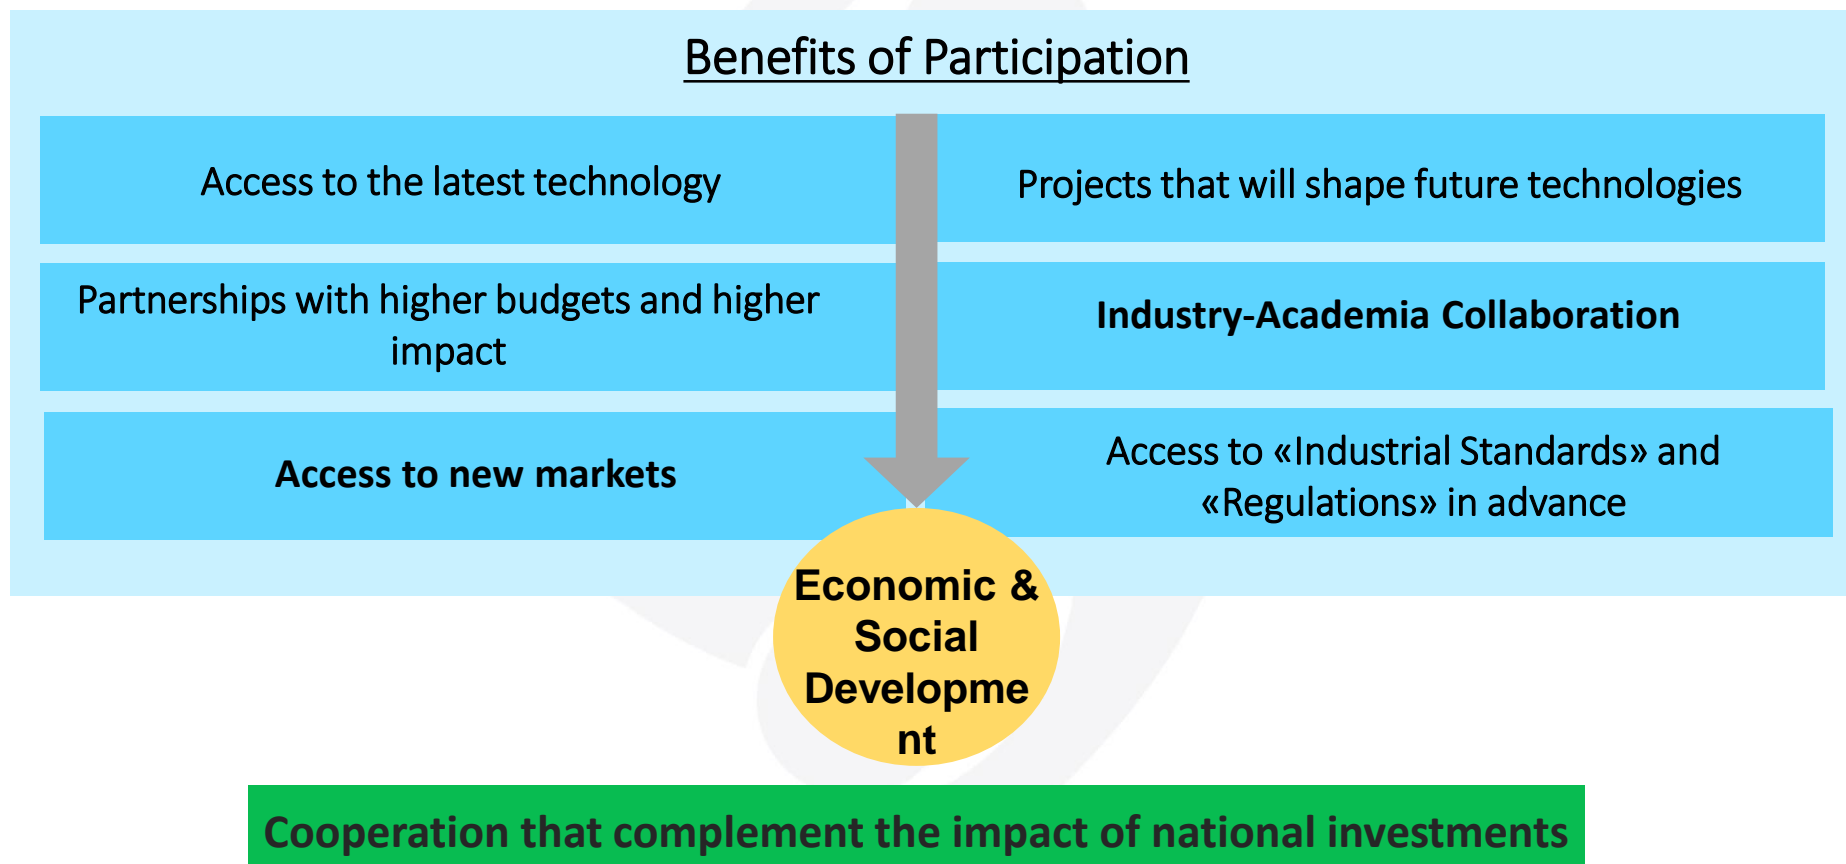 Benefits of Participation
Access to the latest technology
Projects that will shape future technologies
Partnerships with higher budgets and higher
impact
Industry-Academia Collaboration
Access to new markets
Access to «Industrial Standards» and
«Regulations» in advance
Economic &
Social
Developme
nt
Cooperation that complement the impact of national investments